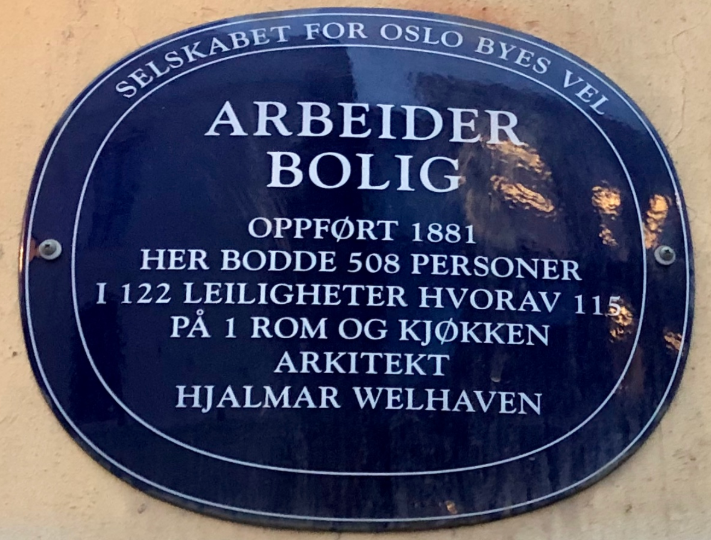 SELSKABET FOR OSLO BYES VEL
ARBEIDER
BOLIG
OPPFØRT 1881
HER BODDE 508 PERSONER
I 122 LEILIGHETER HVORAV 115
PÅ 1 ROM OG KJØKKEN
ARKITEKT
HJALMAR WELHAVEN